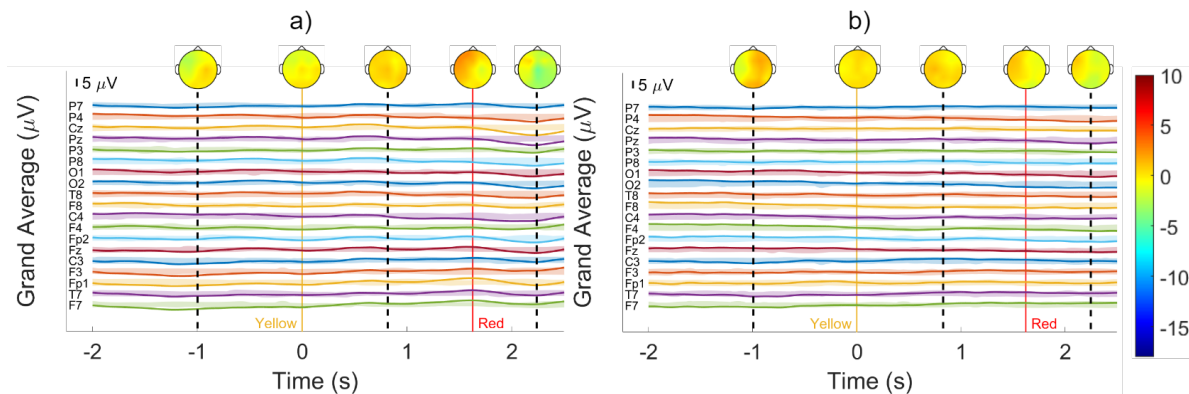 a)
5 μV
Grand Average (μV)
P7
P4
Cz
Pz
P3
P8
O1
O2
T8
F8
C4
F4
Fp2
Fz
C3
F3
Fp1
T7
F7
Yellow
Red
-2
-1
0
1
2
Time (s)
b)
5 μV
Grand Average (μV)
P7
P4
Cz
Pz
P3
P8
O1
O2
T8
F8
C4
F4
Fp2
Fz
C3
F3
Fp1
T7
F7
Yellow
Red
-2
-1
0
1
2
Time (s)
10
5
0
-5
-10
-15